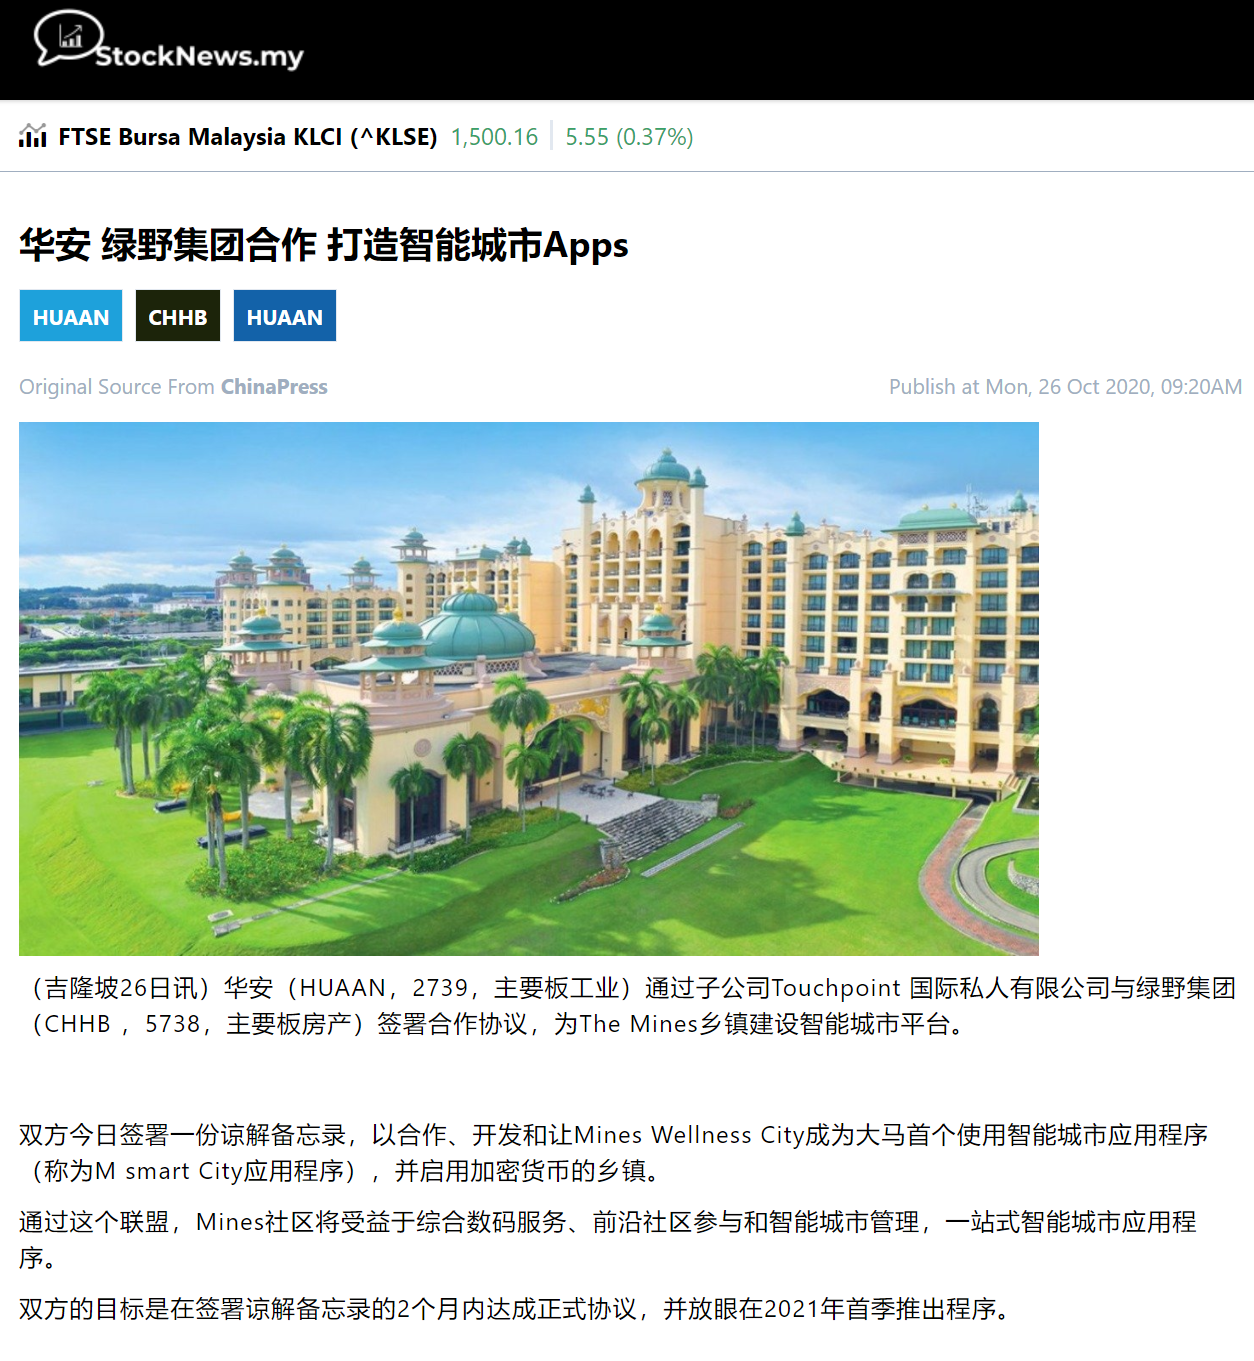 StockNews.my
FTSE Bursa Malaysia KLCI (^KLSE) 1,500.16 5.55 (0.37%)
华安 绿野集团合作 打造智能城市Apps
HUAAN CHHB HUAAN
Original Source From ChinaPress Publish at Mon, 26 Oct 2020, 09:20AM
（吉隆坡26日讯）华安（HUAAN，2739，主要板工业）通过子公司Touchpoint 国际私人有限公司与绿野集团
（CHHB ，5738，主要板房产）签署合作协议，为The Mines乡镇建设智能城市平台。
双方今日签署一份谅解备忘录，以合作、开发和让Mines Wellness City成为大马首个使用智能城市应用程序
（称为M smart City应用程序），并启用加密货币的乡镇。
通过这个联盟，Mines社区将受益于综合数码服务、前沿社区参与和智能城市管理，一站式智能城市应用程
序。
双方的目标是在签署谅解备忘录的2个月内达成正式协议，并放眼在2021年首季推出程序。